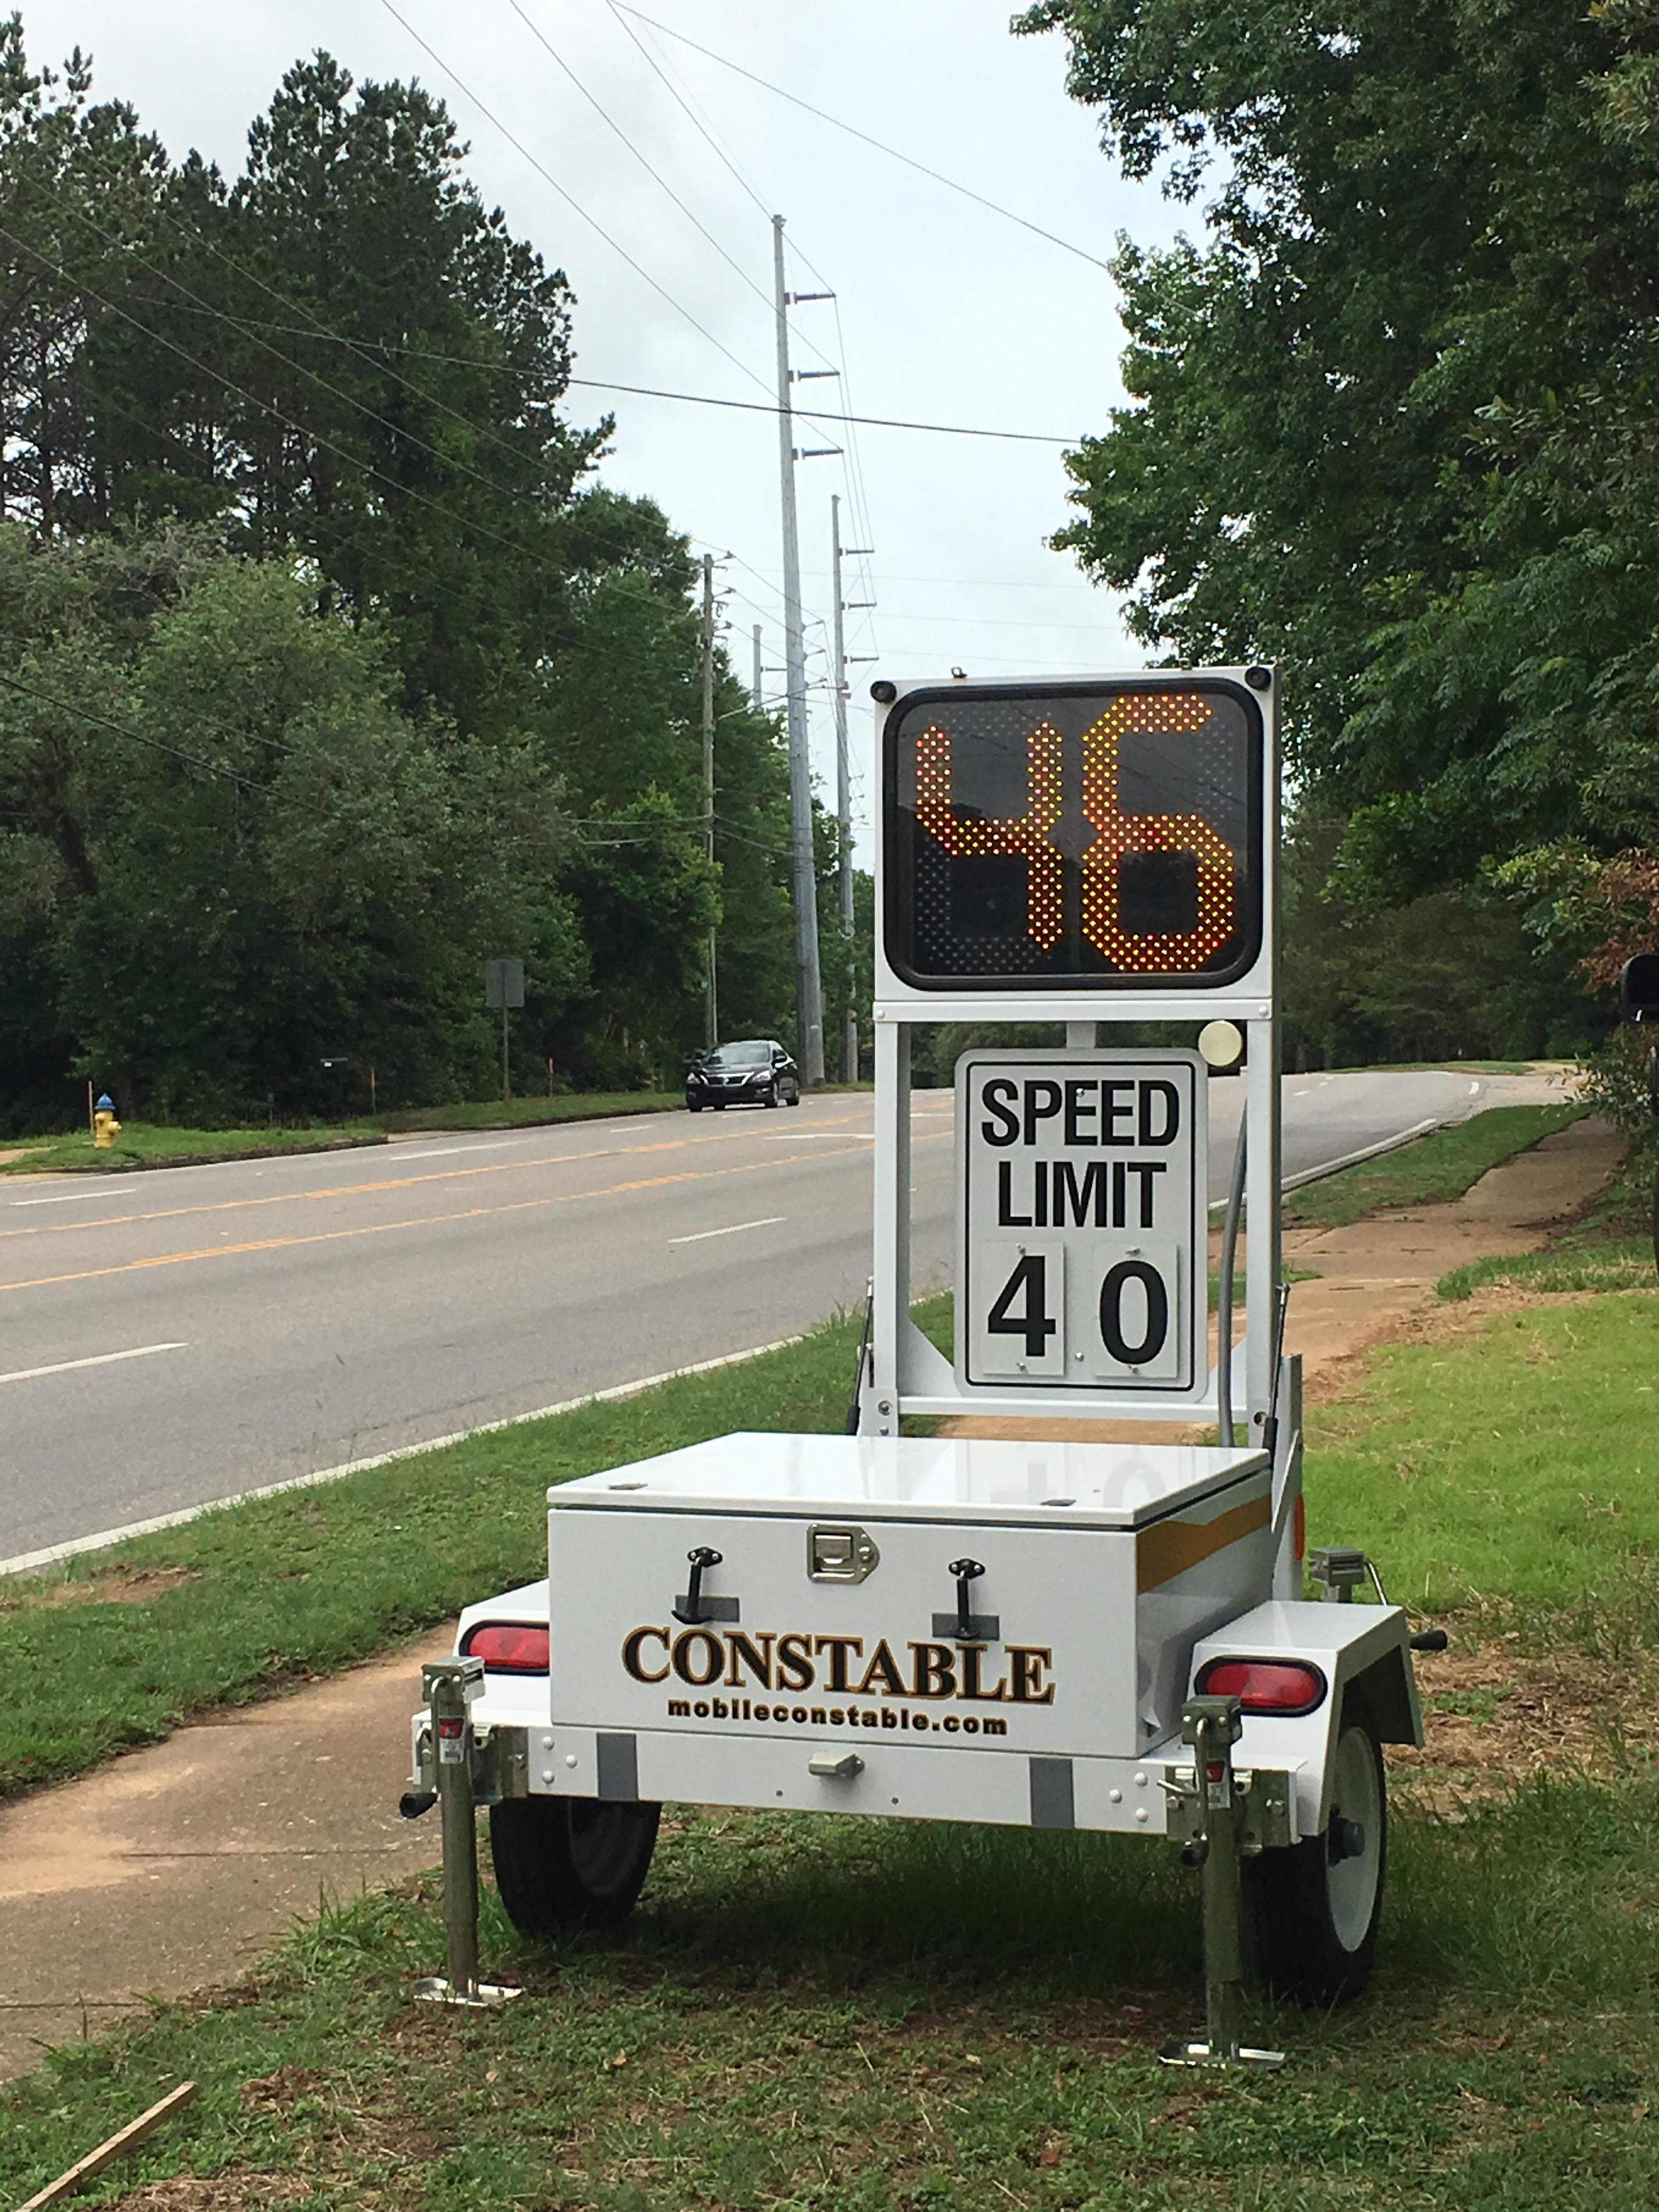 46
SPEED
LIMIT
40
CONSTABLE
mobileconstable.com